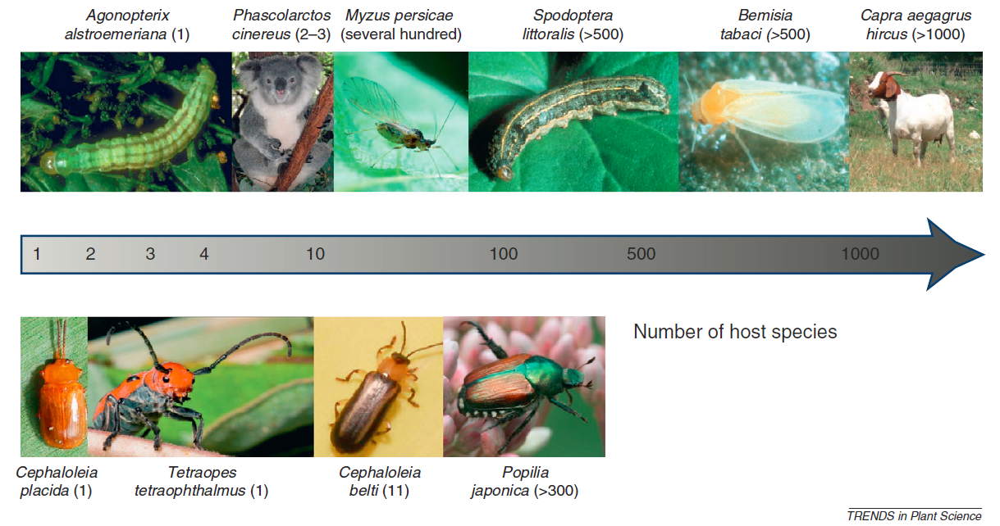 Agonopterix
alstroemeriana (1)
Phascolarctos
cinereus (2–3)
Myzus persicae
(several hundred)
Spodoptera
littoralis (>500)
Bemisia
tabaci (>500)
Capra aegagrus
hircus (>1000)
1 2 3 4 10 100 500 1000
Number of host species
Cephaloleia
placida (1)
Tetraopes
tetraophthalmus (1)
Cephaloleia
belti (11)
Popilia
japonica (>300)
TRENDS in Plant Science